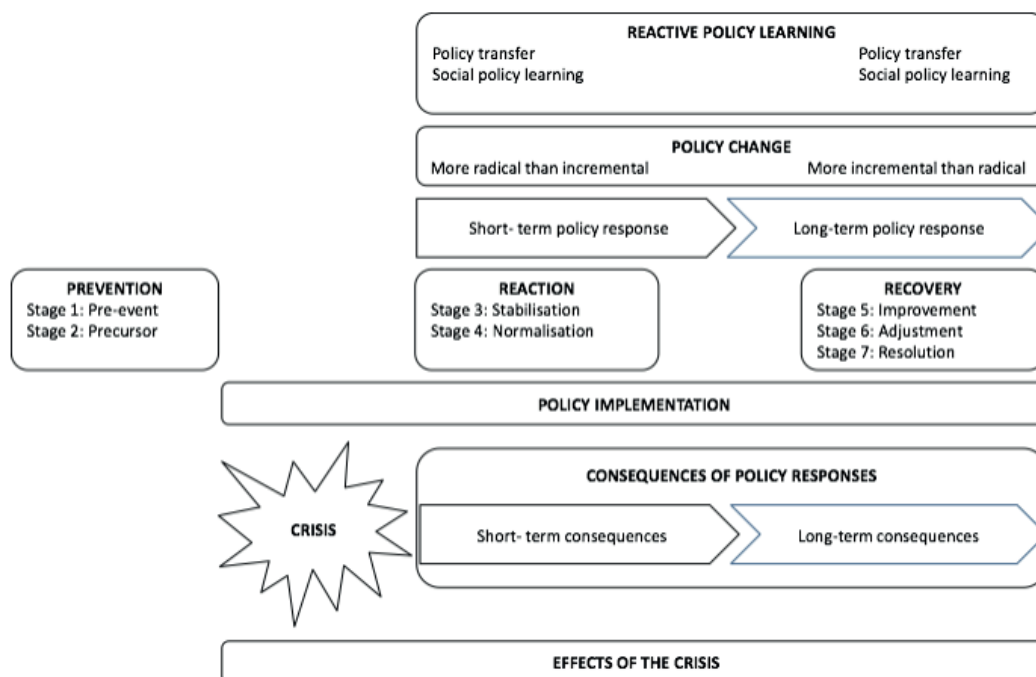 REACTIVE POLICY LEARNING
Policy transfer
Social policy learning
Policy transfer
Social policy learning
POLICY CHANGE
More radical than incremental
More incremental than radical
Short- term policy response
Long-term policy response
PREVENTION
Stage 1: Pre-event
Stage 2: Precursor
REACTION
Stage 3: Stabilisation
Stage 4: Normalisation
RECOVERY
Stage 5: Improvement
Stage 6: Adjustment
Stage 7: Resolution
POLICY IMPLEMENTATION
CRISIS
CONSEQUENCES OF POLICY RESPONSES
Short- term consequences
Long-term consequences
EFFECTS OF THE CRISIS